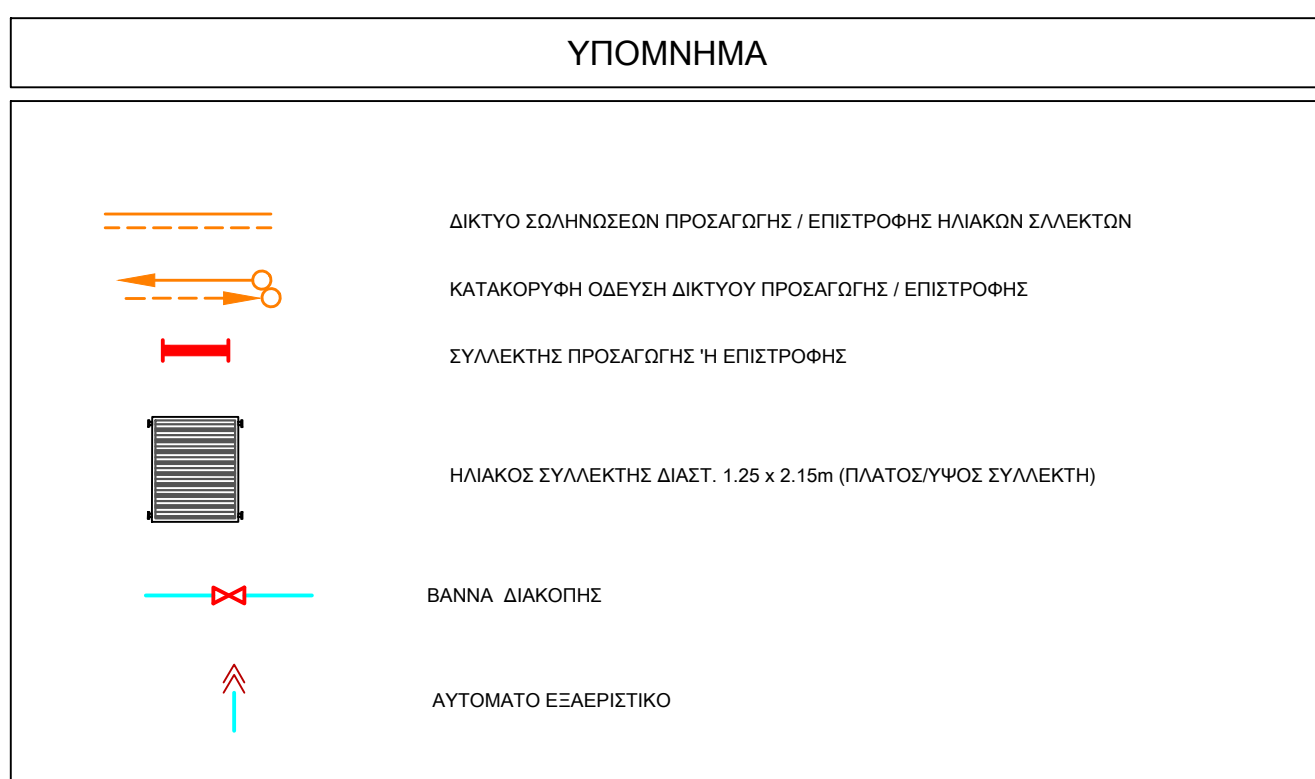 ΥΠΟΜΝΗΜΑ
ΔΙΚΤΥΟ ΣΩΛΗΝΩΣΕΩΝ ΠΡΟΣΑΓΩΓΗΣ / ΕΠΙΣΤΡΟΦΗΣ ΗΛΙΑΚΩΝ ΣΛΛΕΚΤΩΝ
ΚΑΤΑΚΟΡΥΦΗ ΟΔΕΥΣΗ ΔΙΚΤΥΟΥ ΠΡΟΣΑΓΩΓΗΣ / ΕΠΙΣΤΡΟΦΗΣ
ΣΥΛΛΕΚΤΗΣ ΠΡΟΣΑΓΩΓΗΣ 'Η ΕΠΙΣΤΡΟΦΗΣ
ΗΛΙΑΚΟΣ ΣΥΛΛΕΚΤΗΣ ΔΙΑΣΤ. 1.25 x 2.15m (ΠΛΑΤΟΣ/ΥΨΟΣ ΣΥΛΛΕΚΤΗ)
ΒΑΝΝΑ ΔΙΑΚΟΠΗΣ
ΑΥΤΟΜΑΤΟ ΕΞΑΕΡΙΣΤΙΚΟ